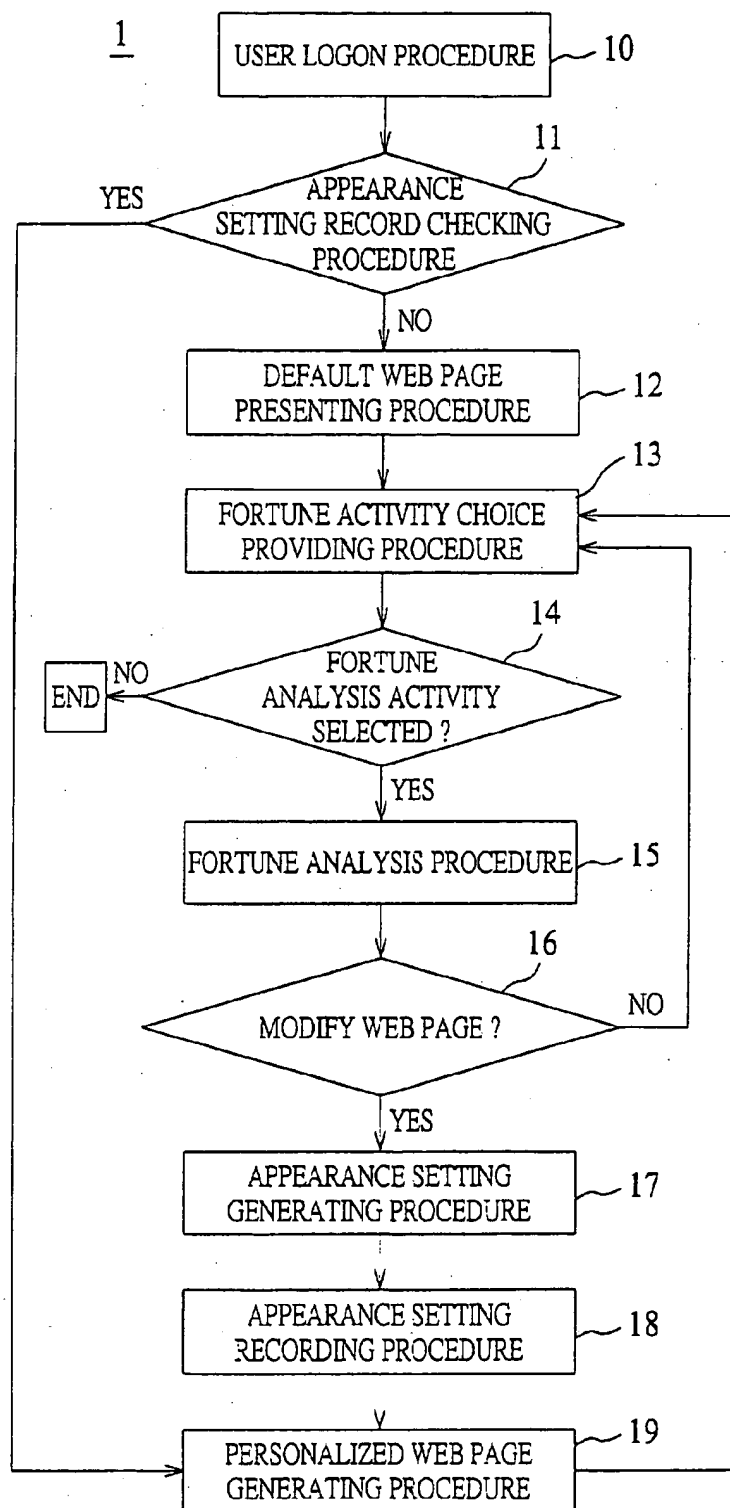 1
USER LOGON PROCEDURE
10
11
YES
APPEARANCE
SETTING RECORD CHECKING
PROCEDURE
NO
DEFAULT WEB PAGE
PRESENTING PROCEDURE
12
13
FORTUNE ACTIVITY CHOICE
PROVIDING PROCEDURE
14
NO
END
FORTUNE
ANALYSIS ACTIVITY
SELECTED ?
YES
FORTUNE ANALYSIS PROCEDURE
15
16
MODIFY WEB PAGE ?
NO
YES
APPEARANCE SETTING
GENERATING PROCEDURE
17
APPEARANCE SETTING
RECORDING PROCEDURE
18
19
PERSONALIZED WEB PAGE
GENERATING PROCEDURE